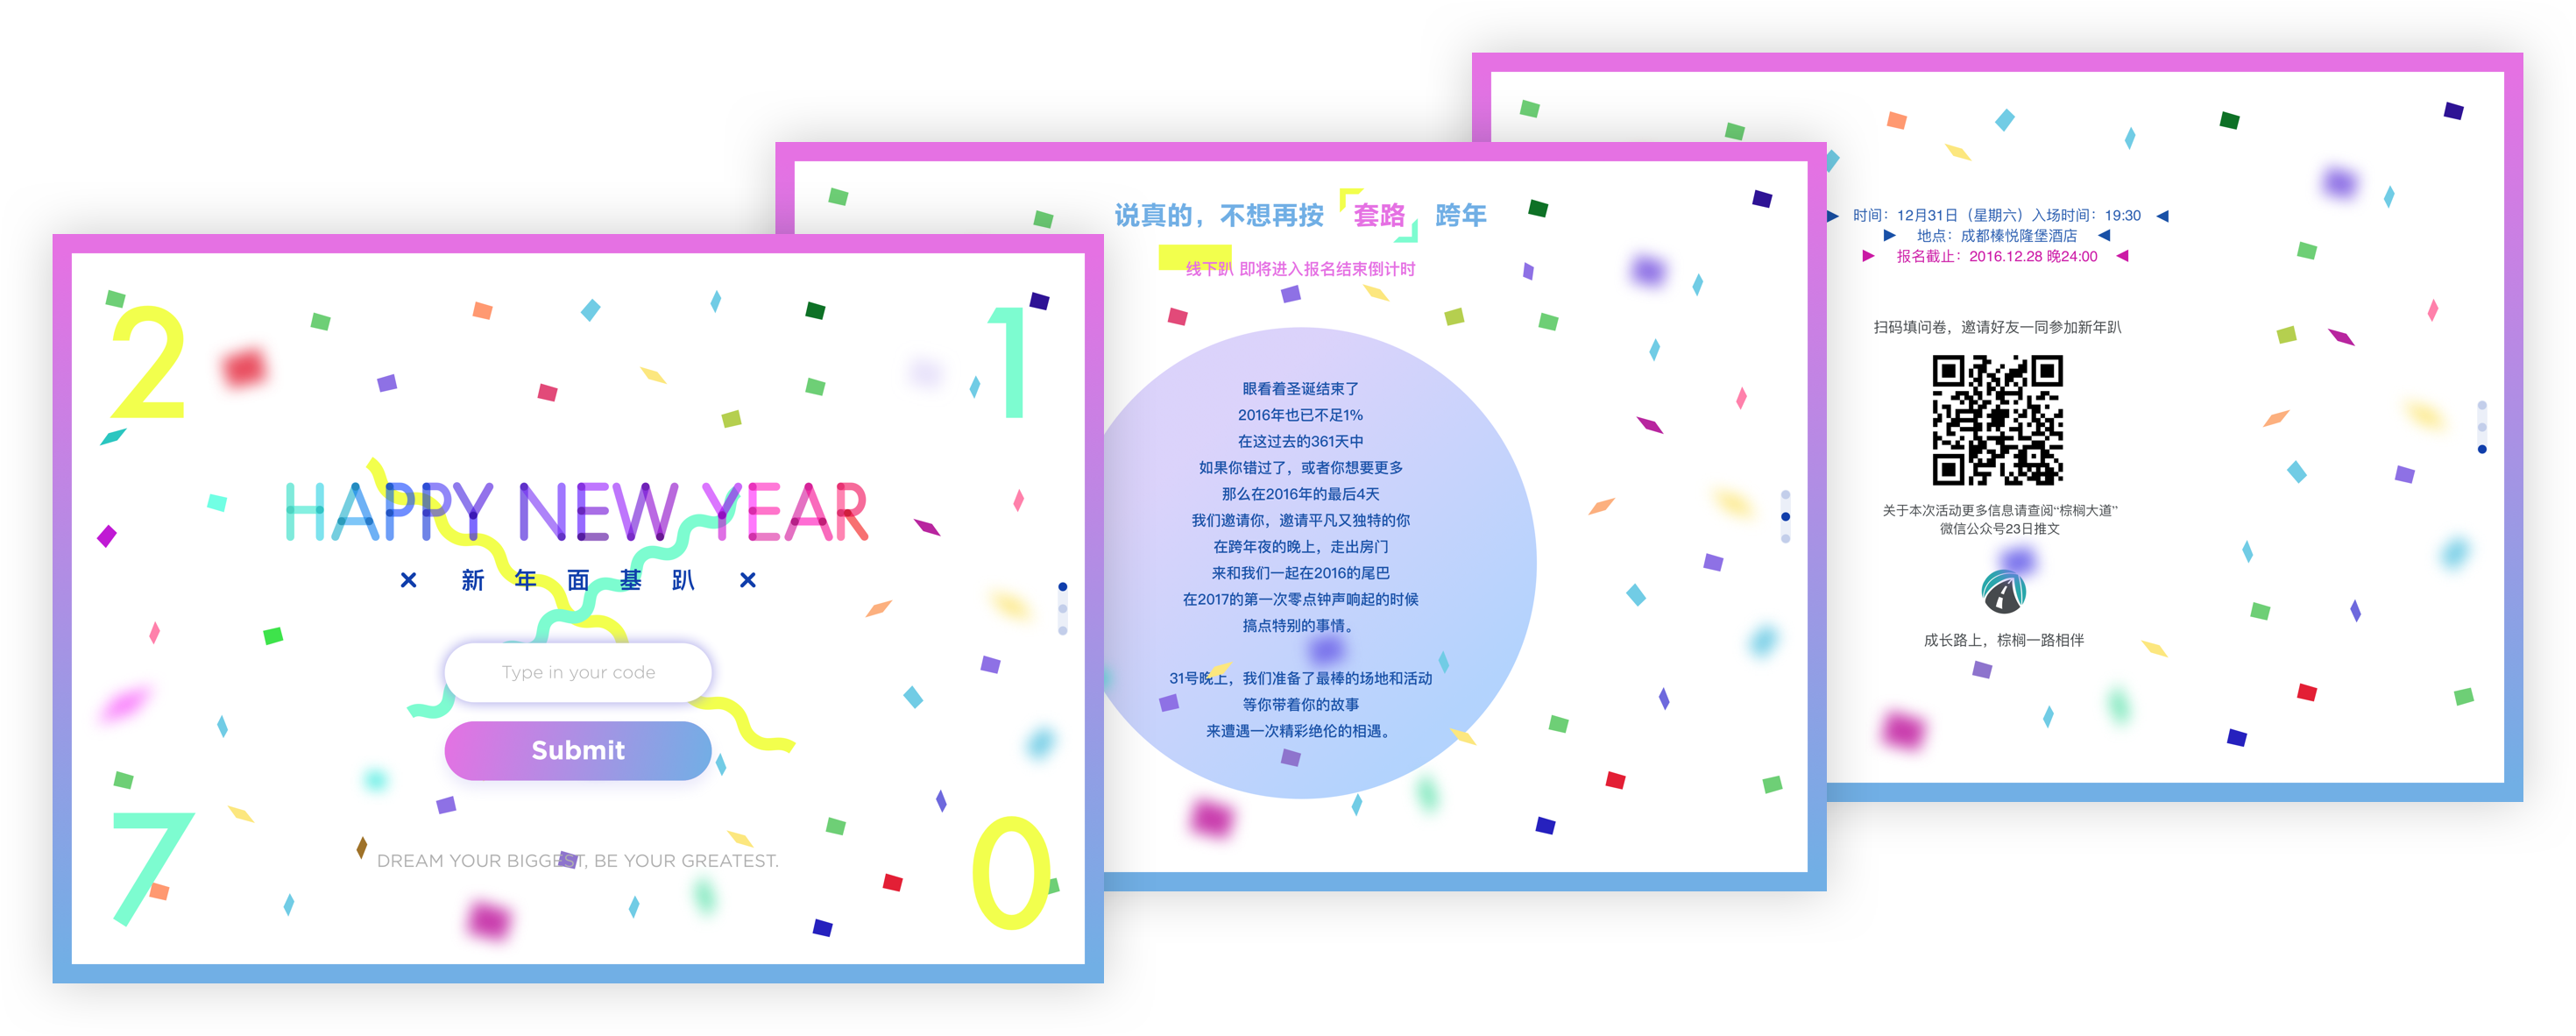 2
1
HAPPY NEW YEAR
新年面基趴
Type in your code
Submit
DREAM YOUR BIGGEST, BE YOUR GREATEST.
7
0
说真的，不想再按 套路 跨年
线下趴 即将进入报名结束倒计时
眼看着圣诞结束了
2016年也已不足1%
在这过去的361天中
如果你错过了，或者你想要更多
那么在2016年的最后4天
我们邀请你，邀请平凡又独特的你
在跨年夜的晚上，走出房门
来和我们一起在2016的尾巴
在2017的第一次零点钟声响起的时候
搞点特别的事情。
31号晚上，我们准备了最棒的场地和活动
等你带着你的故事
来遭遇一次精彩绝伦的相遇。
时间：12月31日（星期六）入场时间：19:30
地点：成都榛悦隆堡酒店
报名截止：2016.12.28 晚24:00
扫码填问卷，邀请好友一同参加新年趴
关于本次活动更多信息请查阅“棕榈大道”
微信公众号23日推文
成长路上，棕榈一路相伴